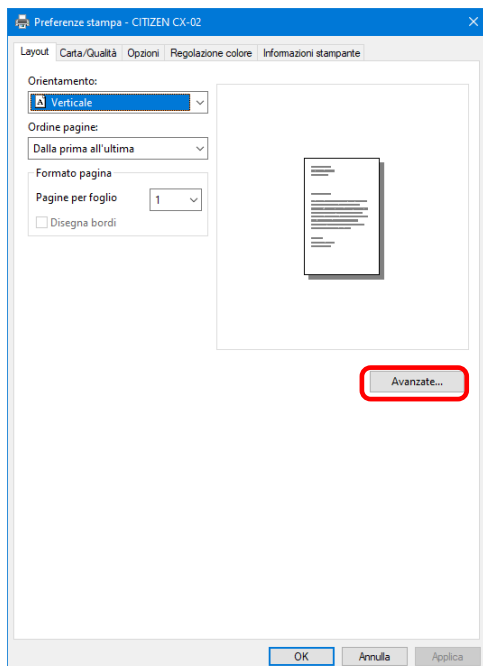 Preferenze stampa - CITIZEN CX-02
Layout Carta/Qualità Opzioni Regolazione colore Informazioni stampante
Orientamento:
A Verticale
Ordine pagine:
Dalla prima all'ultima
Formato pagina
Pagine per foglio 1
Disegna bordi
Avanzate...
OK Annulla Applica